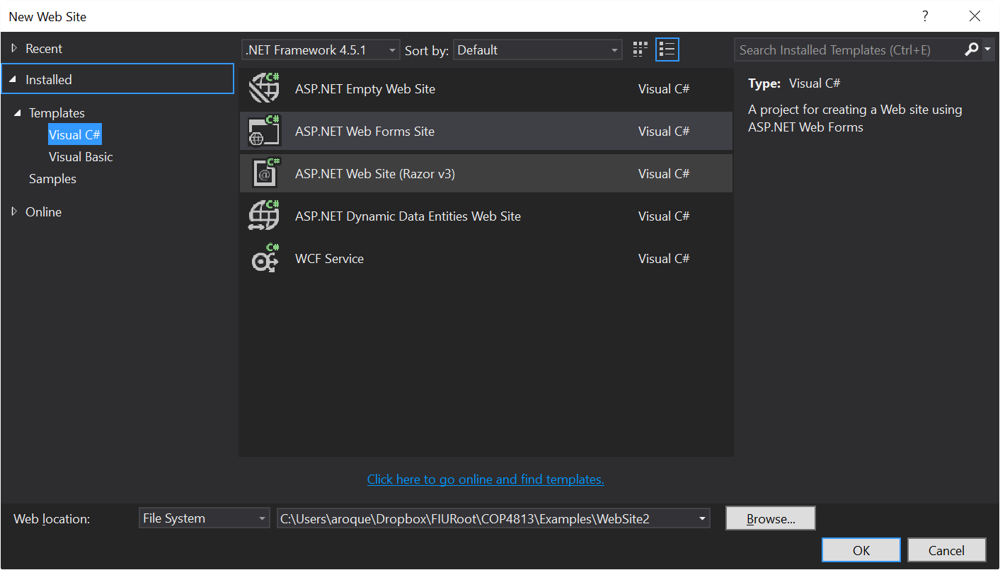 New Web Site
?
Recent
Installed
Templates
Visual C#
Visual Basic
Samples
Online
.NET Framework 4.5.1
Sort by:
Default
Search Installed Templates (Ctrl+E)
C#
ASP.NET Empty Web Site
Visual C#
C#
ASP.NET Web Forms Site
Visual C#
C#
@
ASP.NET Web Site (Razor v3)
Visual C#
C#
ASP.NET Dynamic Data Entities Web Site
Visual C#
C#
WCF Service
Visual C#
Type: Visual C#
A project for creating a Web site using
ASP.NET Web Forms
Click here to go online and find templates.
Web location:
File System
C:\Users\aroque\Dropbox\FIURoot\COP4813\Examples\WebSite2
Browse...
OK
Cancel